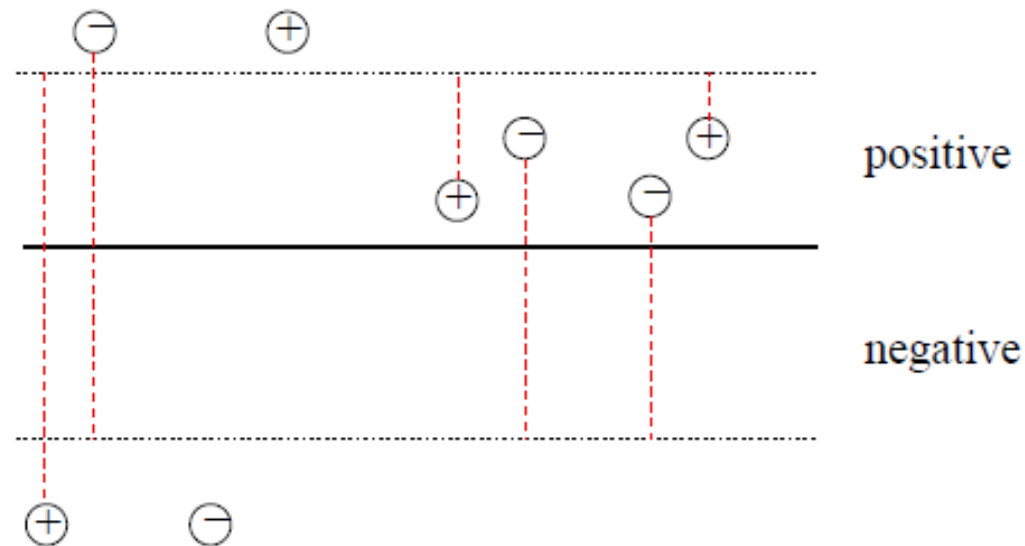 − +
− +
positive
+ −
negative
+ −